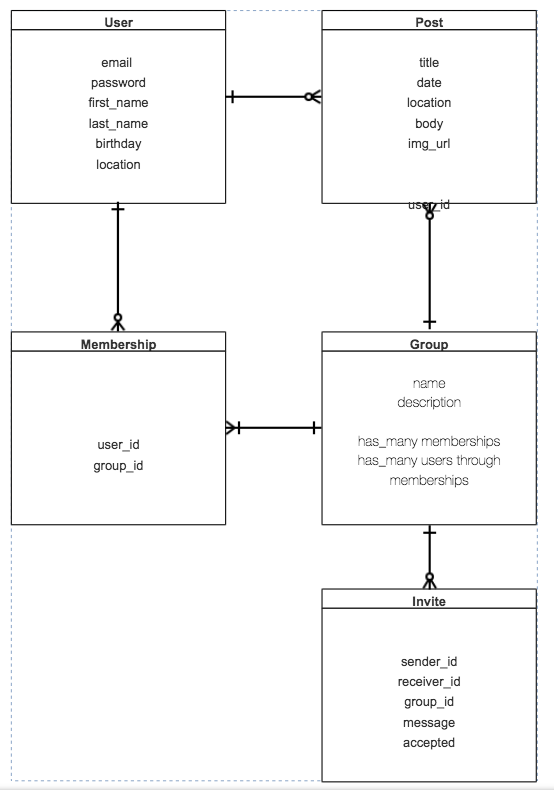 User
email
password
first_name
last_name
birthday
location
Post
title
date
location
body
img_url
user_id
Membership
user_id
group_id
Group
name
description
has_many memberships
has_many users through
memberships
Invite
sender_id
receiver_id
group_id
message
accepted